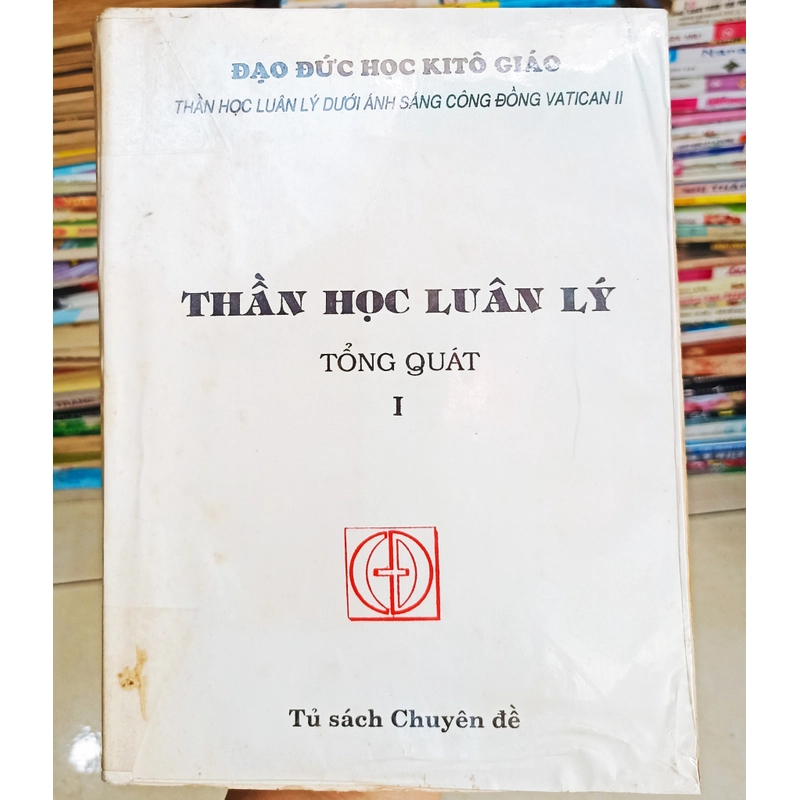 ĐẠO ĐỨC HỌC KITÔ GIÁO
THẦN HỌC LUÂN LÝ DƯỚI ÁNH SÁNG CÔNG ĐỒNG VATICAN II
THẦN HỌC LUÂN LÝ
TỔNG QUÁT
I
Tủ sách Chuyên đề